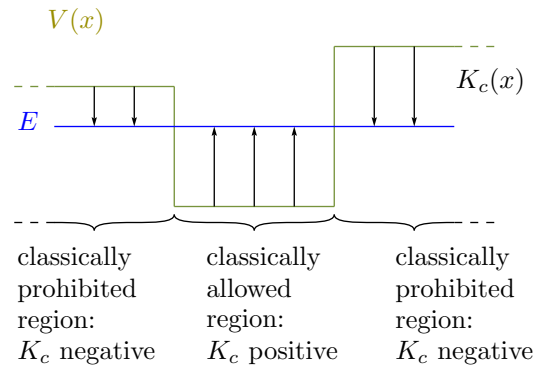 V(x)
K_c(x)
E
classically
prohibited
region:
K_c negative
classically
allowed
region:
K_c positive
classically
prohibited
region:
K_c negative